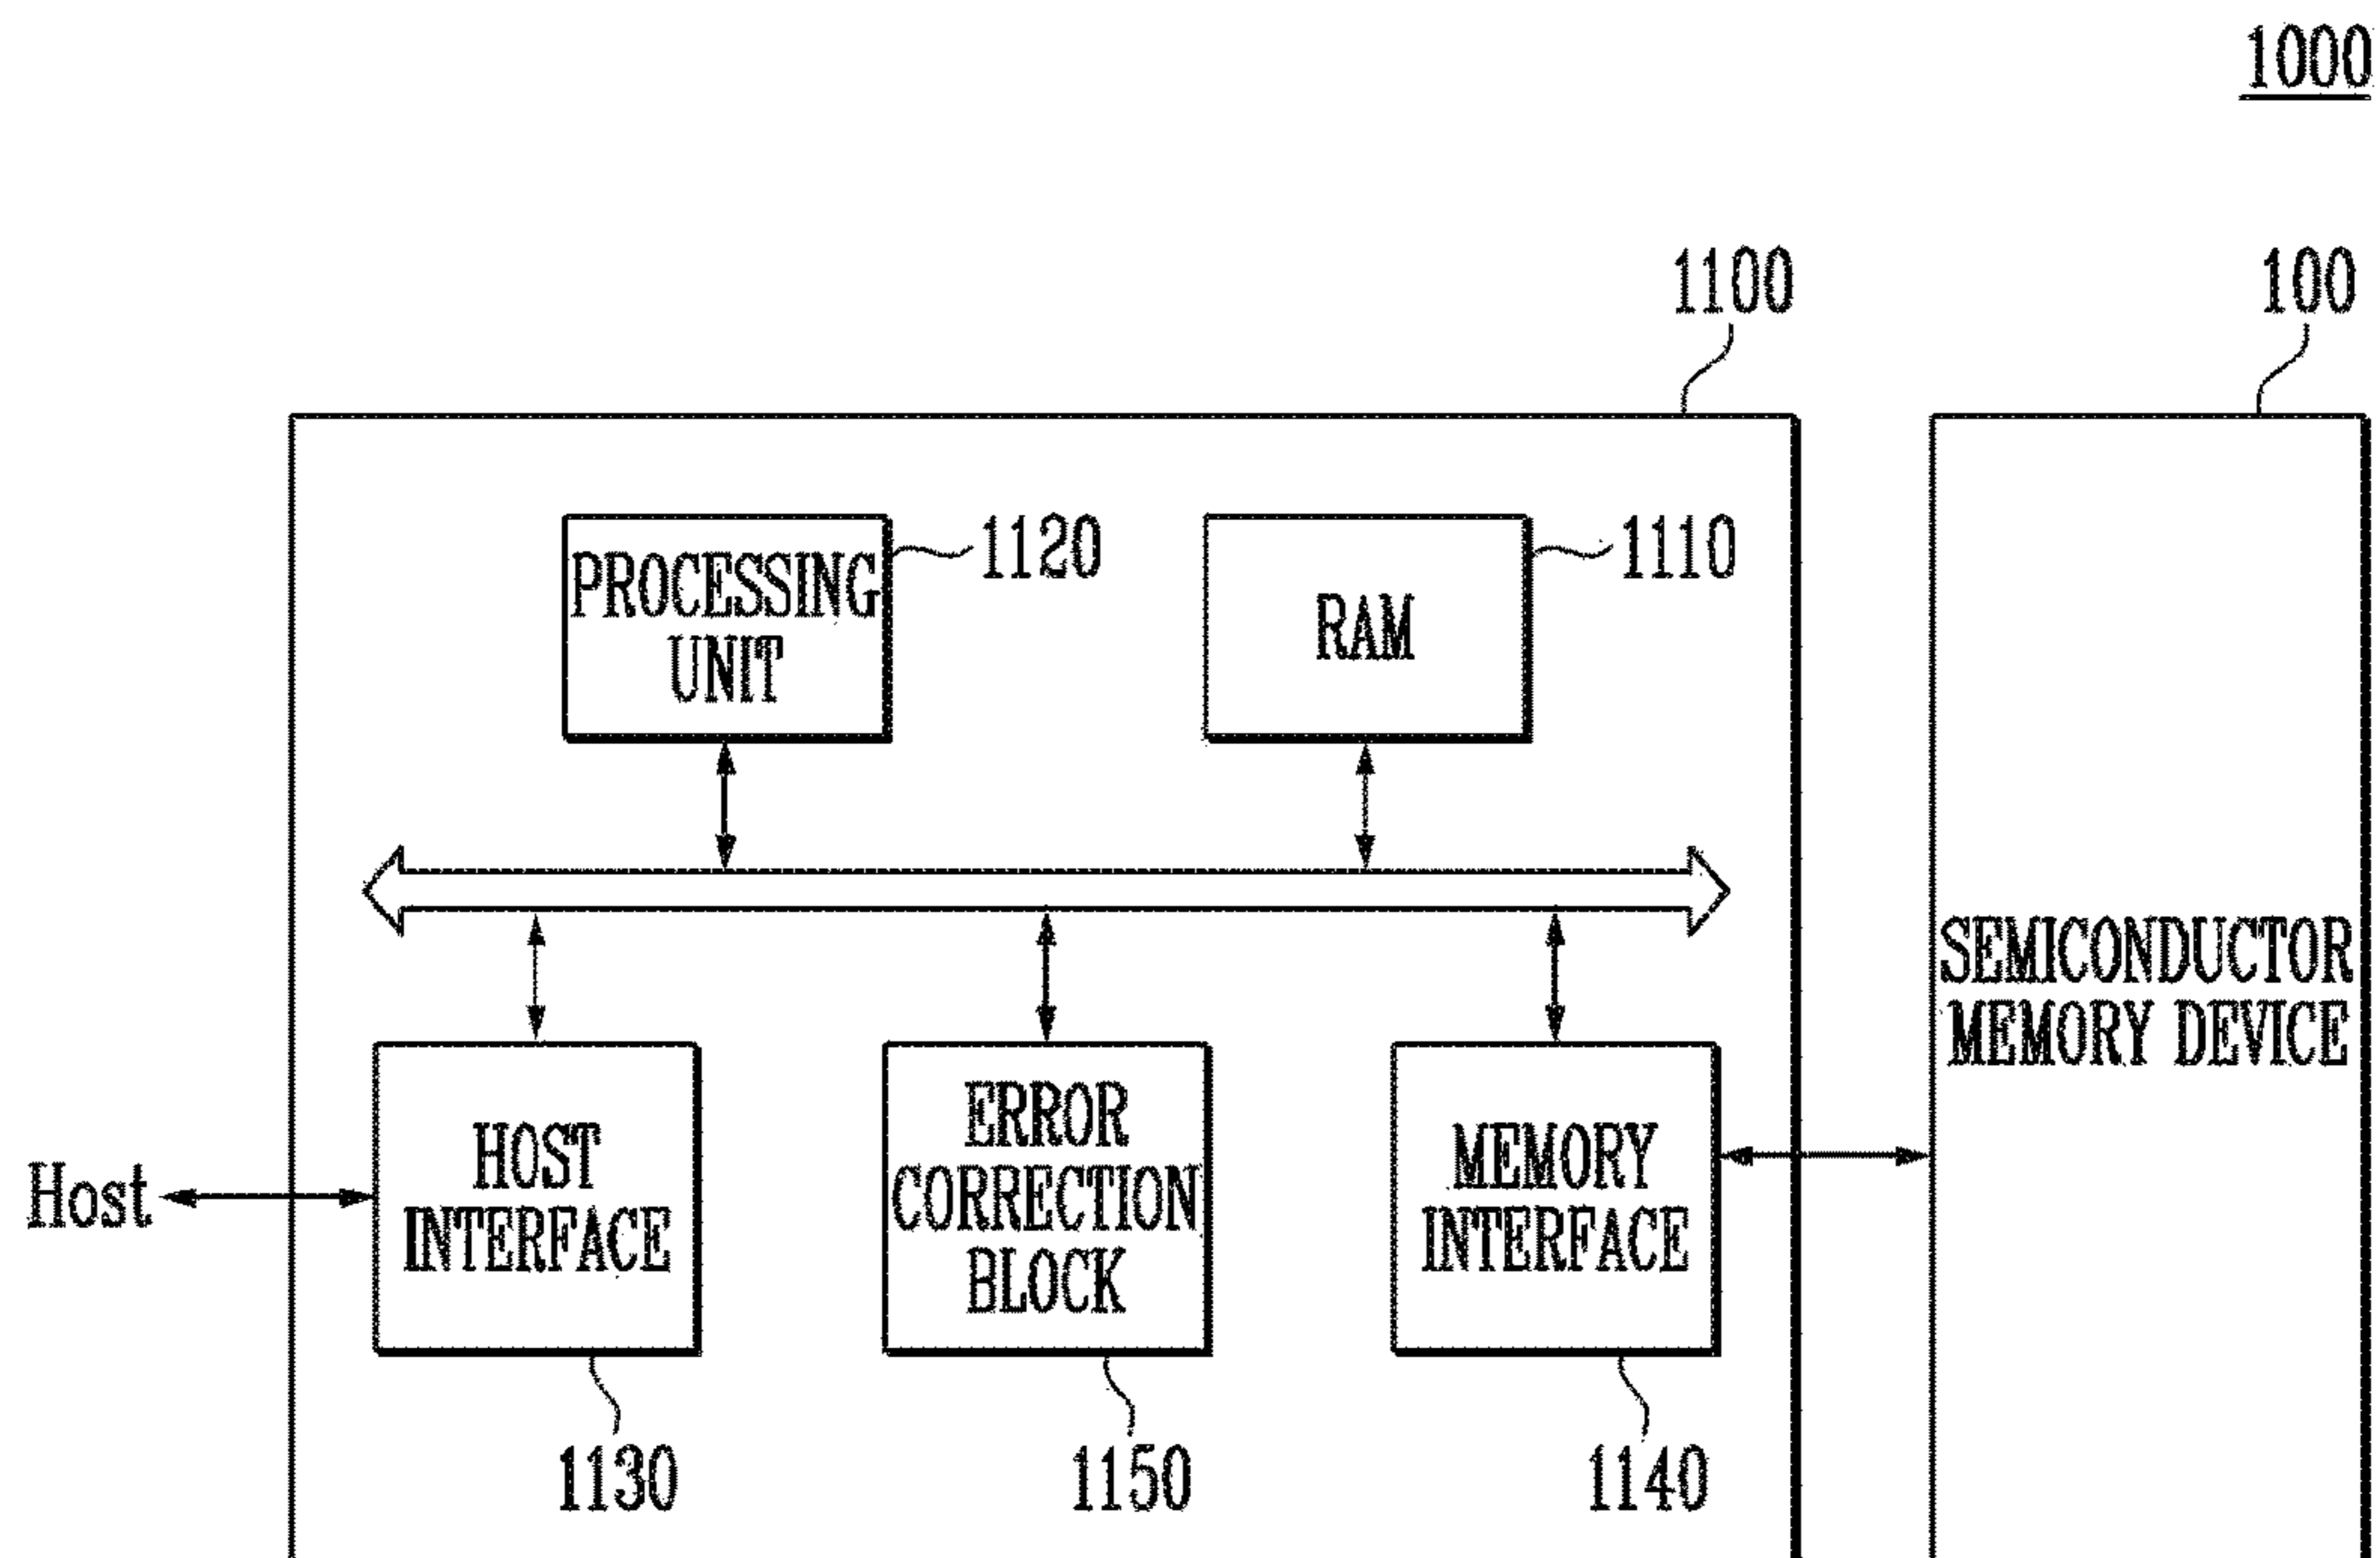 1000
1100
100
PROCESSING
UNIT
1120
RAM
1110
SEMICONDUCTOR
MEMORY DEVICE
Host
HOST
INTERFACE
ERROR
CORRECTION
BLOCK
MEMORY
INTERFACE
1130
1150
1140